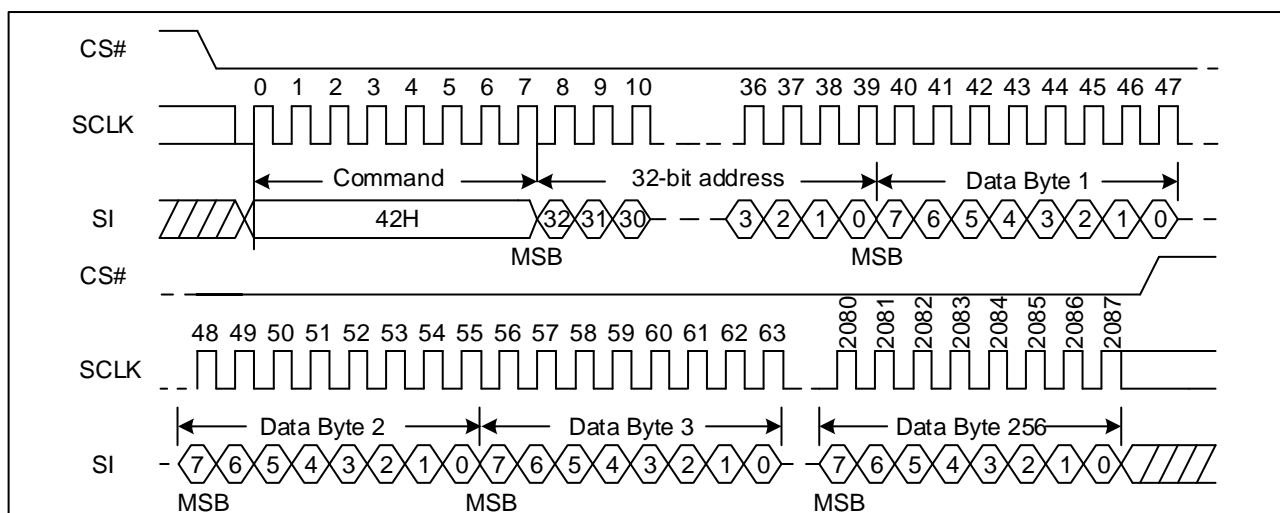 CS#
0 1 2 3 4 5 6 7 8 9 10 36 37 38 39 40 41 42 43 44 45 46 47
SCLK
Command 32-bit address Data Byte 1
SI 42H 32 31 30 3 2 1 0 7 6 5 4 3 2 1 0
MSB MSB
CS#
48 49 50 51 52 53 54 55 56 57 58 59 60 61 62 63 2080 2081 2082 2083 2084 2085 2086 2087
SCLK
Data Byte 2 Data Byte 3 Data Byte 256
SI 7 6 5 4 3 2 1 0 7 6 5 4 3 2 1 0 7 6 5 4 3 2 1 0
MSB MSB MSB